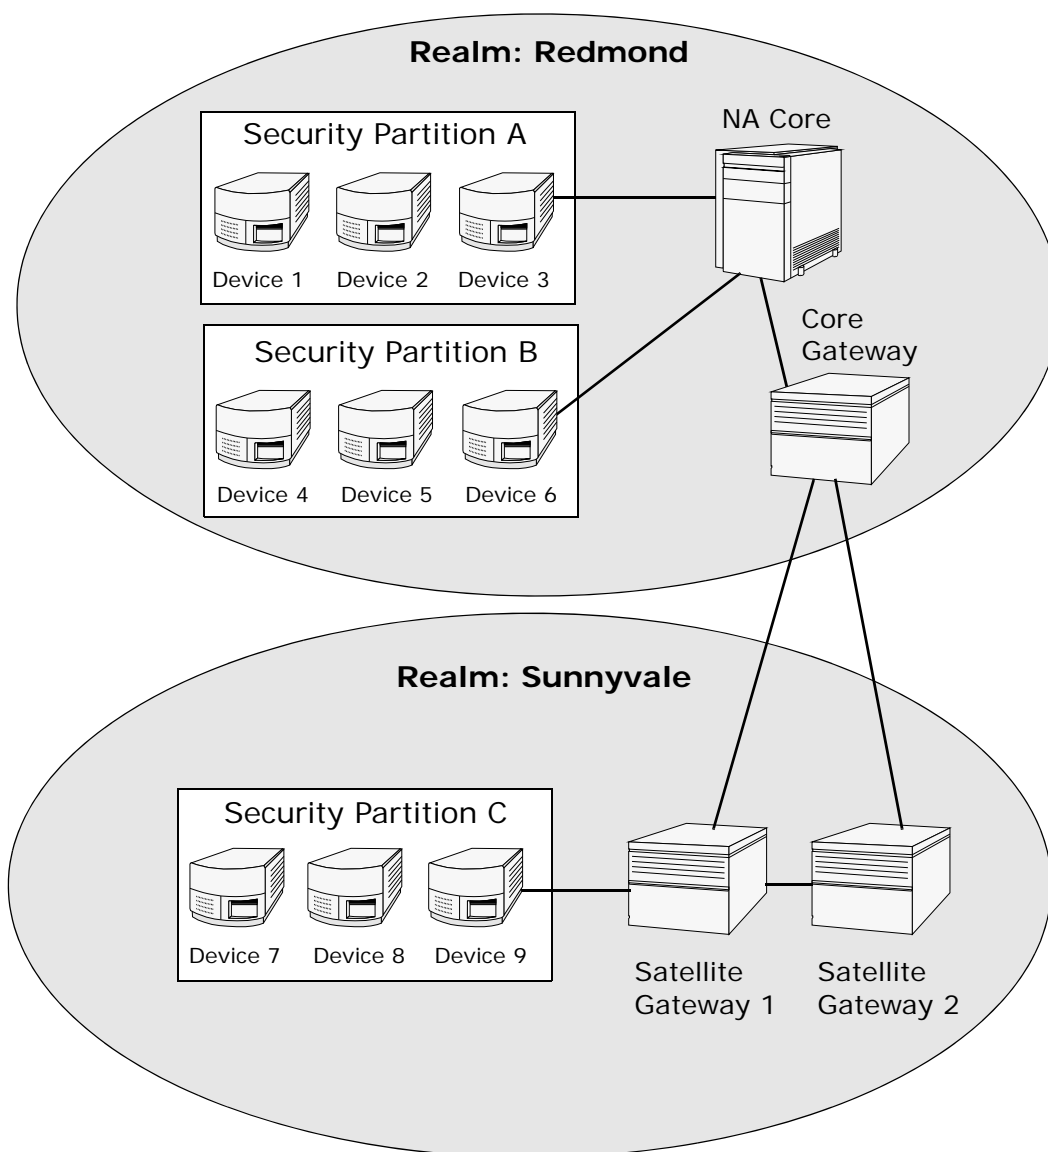 Realm: Redmond
Security Partition A
Device 1
Device 2
Device 3
NA Core
Security Partition B
Device 4
Device 5
Device 6
Core
Gateway
Realm: Sunnyvale
Security Partition C
Device 7
Device 8
Device 9
Satellite
Gateway 1
Satellite
Gateway 2